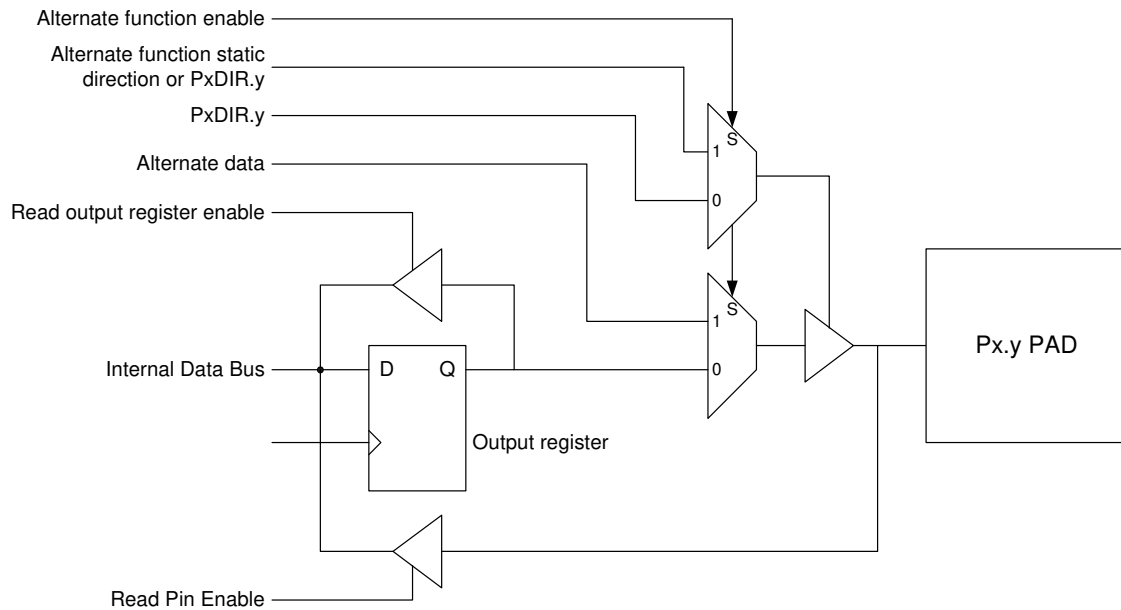 Alternate function enable
Alternate function static
direction or PxDIR.y
PxDIR.y
Alternate data
Read output register enable
S
1
0
S
1
0
Px.y PAD
Internal Data Bus
D Q
Output register
Read Pin Enable